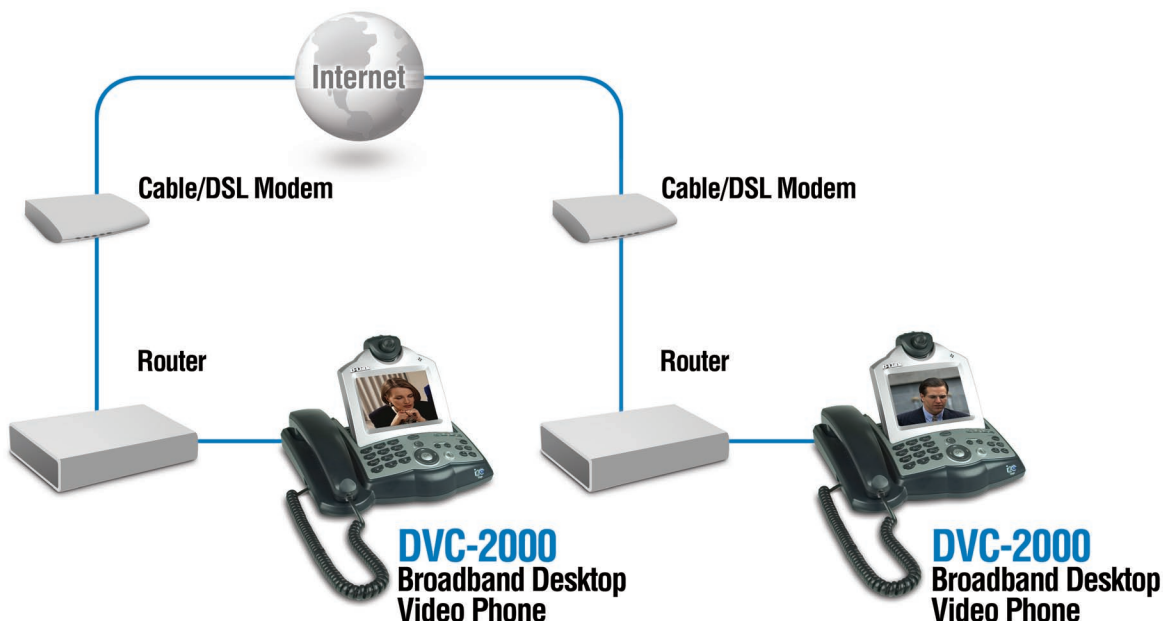 Internet
Cable/DSL Modem
Cable/DSL Modem
Router
Router
DVC-2000
Broadband Desktop
Video Phone
DVC-2000
Broadband Desktop
Video Phone